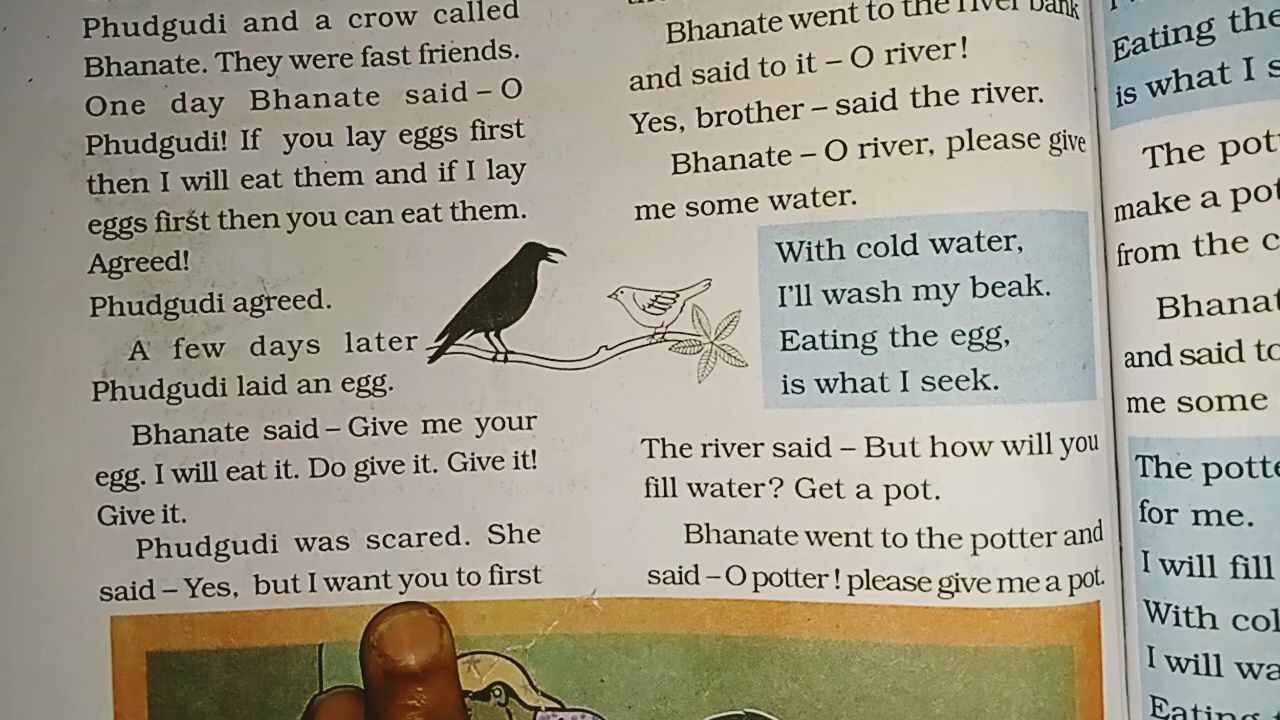 Phudgudi and a crow called
Bhanate. They were fast friends.
One day Bhanate said – O
Phudgudi! If you lay eggs first
then I will eat them and if I lay
eggs first then you can eat them.
Agreed!
Phudgudi agreed.
A few days later
Phudgudi laid an egg.
Bhanate said – Give me your
egg. I will eat it. Do give it. Give it!
Give it.
Phudgudi was scared. She
said – Yes, but I want you to first
Bhanate went to the river bank
and said to it – O river!
Yes, brother – said the river.
Bhanate – O river, please give
me some water.
With cold water,
I'll wash my beak.
Eating the egg,
is what I seek.
The river said – But how will you
fill water? Get a pot.
Bhanate went to the potter and
said – O potter ! please give me a pot.
Eating the
is what I
The
make a
from the
and said
me some
The
for me.
I will fill
With
I will